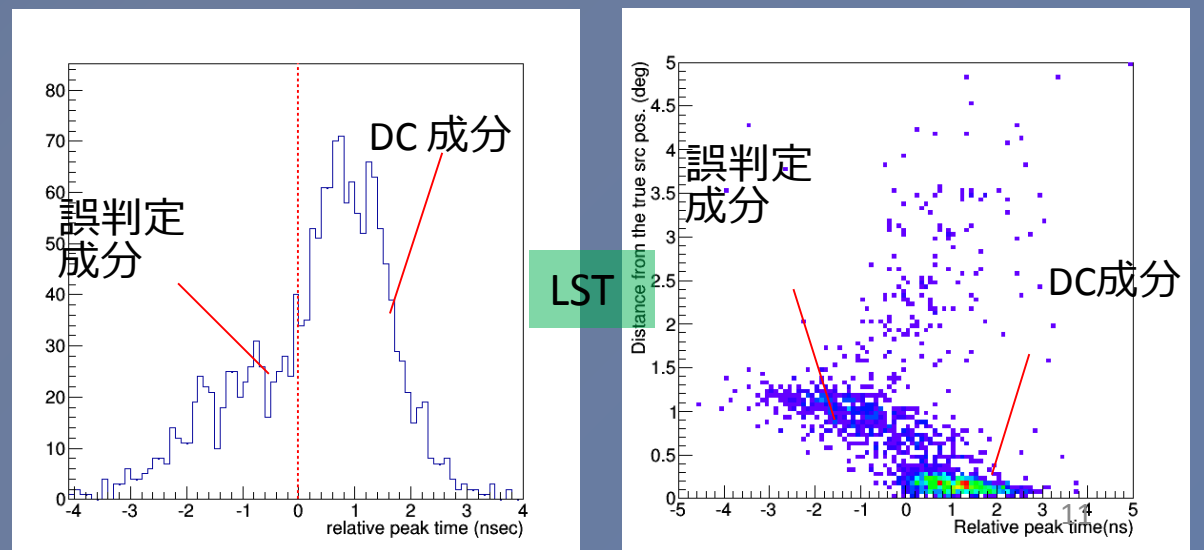 80
70
60
50
40
30
20
10
0
DC 成分
誤判定
成分
-4 -3 -2 -1 0 1 2 3 4
relative peak time (nsec)
LST
Distance from the true src pos. (deg)
5
4.5
4
3.5
3
2.5
2
1.5
1
0.5
0
誤判定
成分
DC成分
-5 -4 -3 -2 -1 0 1 2 3 4 5
Relative peak time(ns)
11